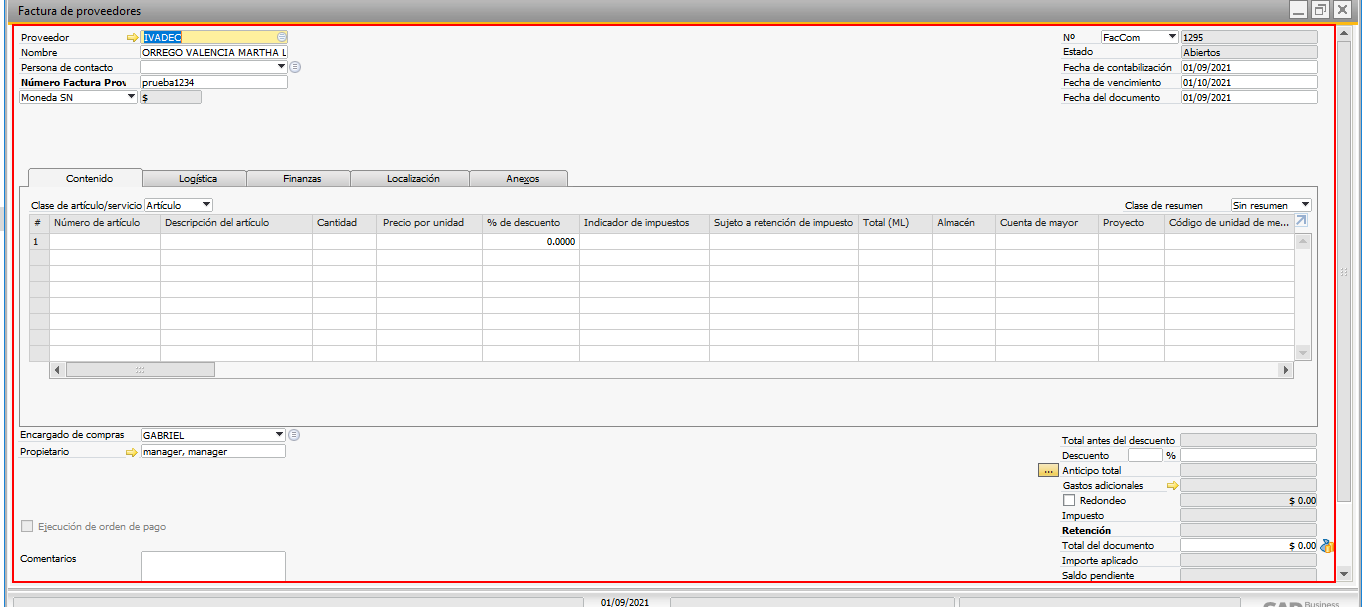 Factura de proveedores
Proveedor IVADEC
Nombre ORREGO VALENCIA MARTHA L
Persona de contacto
Número Factura Prov prueba1234
Moneda SN $
Nº FacCom 1295
Estado Abiertos
Fecha de contabilización 01/09/2021
Fecha de vencimiento 01/10/2021
Fecha del documento 01/09/2021
Contenido Logística Finanzas Localización Anexos
Clase de artículo/servicio Artículo Clase de resumen Sin resumen
# Número de artículo Descripción del artículo Cantidad Precio por unidad % de descuento Indicador de impuestos Sujeto a retención de impuesto Total (ML) Almacén Cuenta de mayor Proyecto Código de unidad de me...
1 0.0000
Encargado de compras GABRIEL
Propietario manager, manager
Ejecución de orden de pago
Comentarios
Total antes del descuento
Descuento %
... Anticipo total
Gastos adicionales
Redondeo $ 0.00
Impuesto
Retención
Total del documento $ 0.00
Importe aplicado
Saldo pendiente
01/09/2021
Business